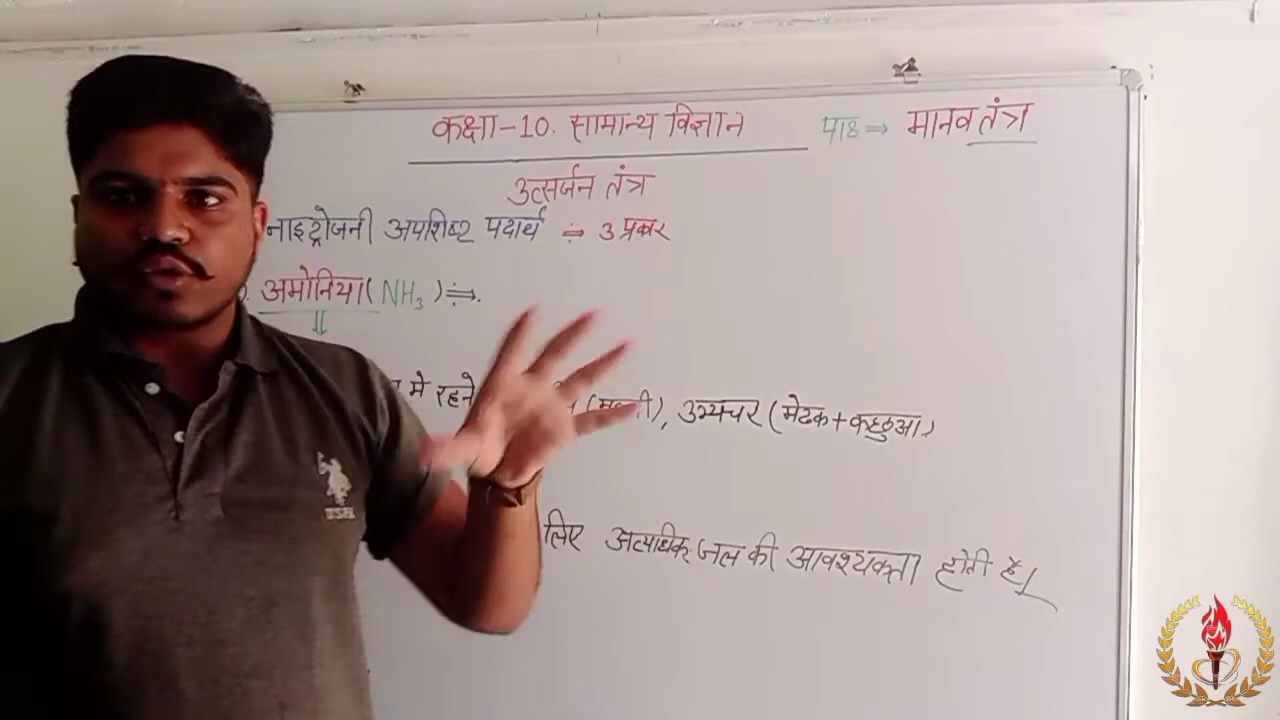 कक्षा-10. सामान्य विज्ञान पाठ ⇒ मानव तंत्र
उत्सर्जन तंत्र
नाइट्रोजनी अपशिष्ट पदार्थ ÷ 3 प्रकार
अमोनिया (NH₃) ⇒.
में रहने उभयचर (मेंढक + कछुआ)
लिए अत्यधिक जल की आवश्यकता होती है।
USPA